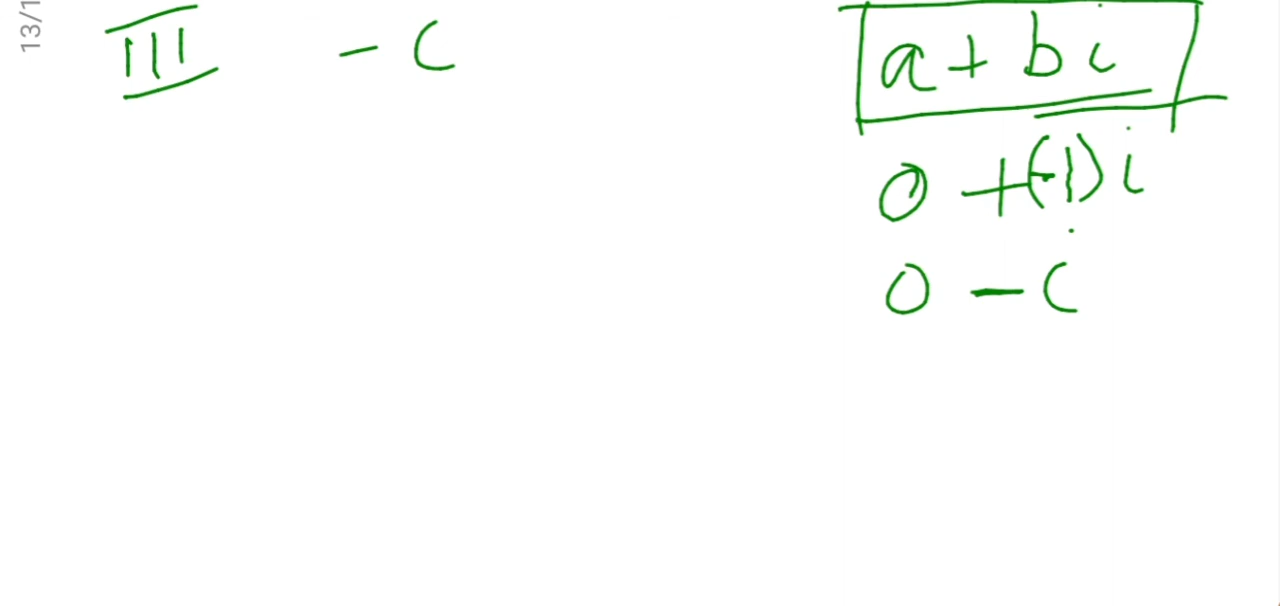 III - i
a + bi
0 + (-1) i
0 - i
13/1